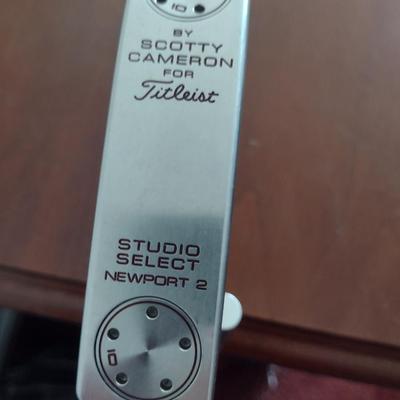 10
BY
SCOTTY
CAMERON
FOR
Titleist
STUDIO
SELECT
NEWPORT 2
10